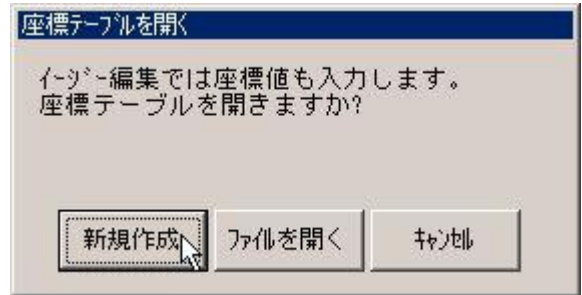 座標ﾃｰﾌﾞﾙを開く
ｲｰｼﾞｰ編集では座標値も入力します。
座標テーブルを開きますか?
新規作成
ﾌｧｲﾙを開く
ｷｬﾝｾﾙ